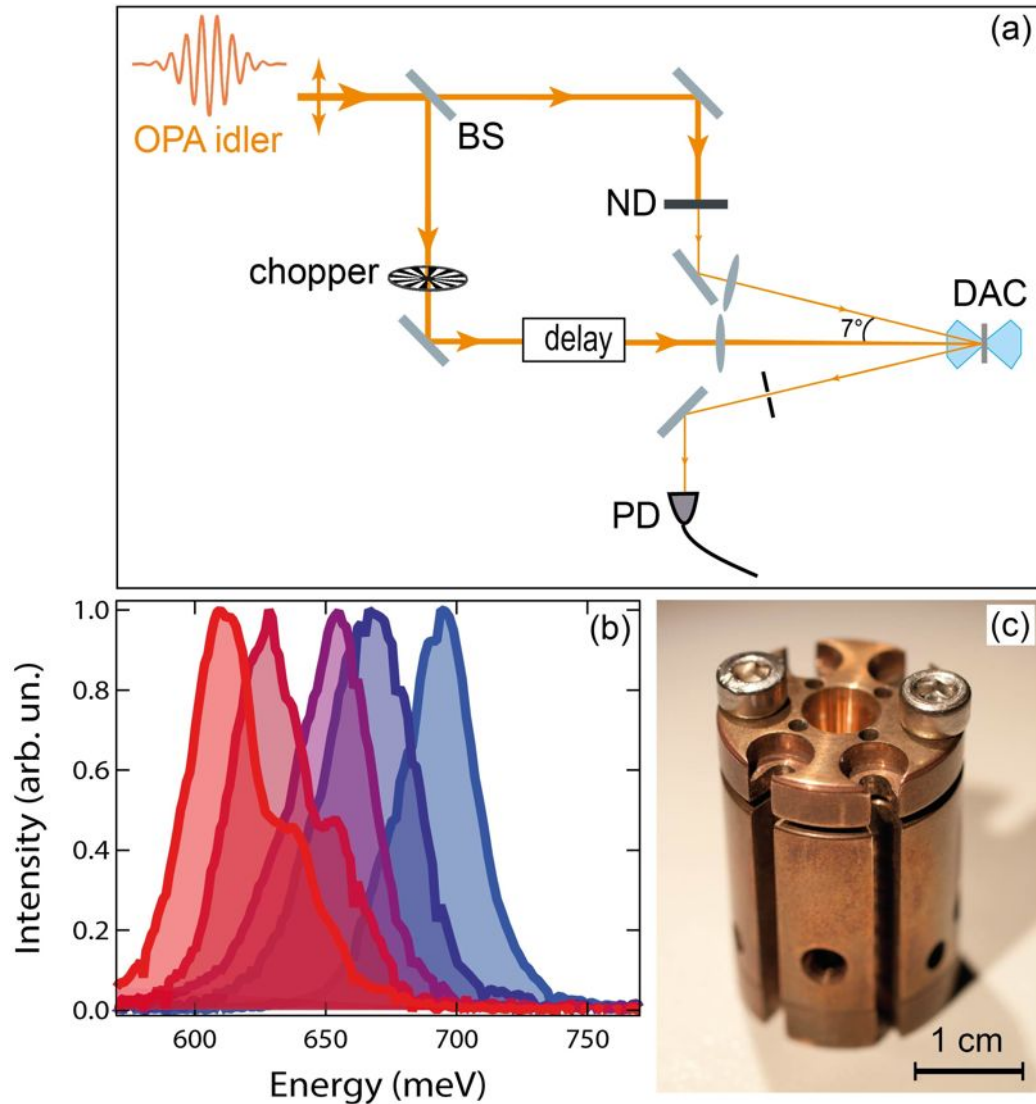 (a)
OPA idler
BS
ND
chopper
DAC
7°
delay
PD
(b)
1.0
0.8
0.6
0.4
0.2
0.0
Intensity (arb. un.)
600
650
700
750
Energy (meV)
(c)
1 cm